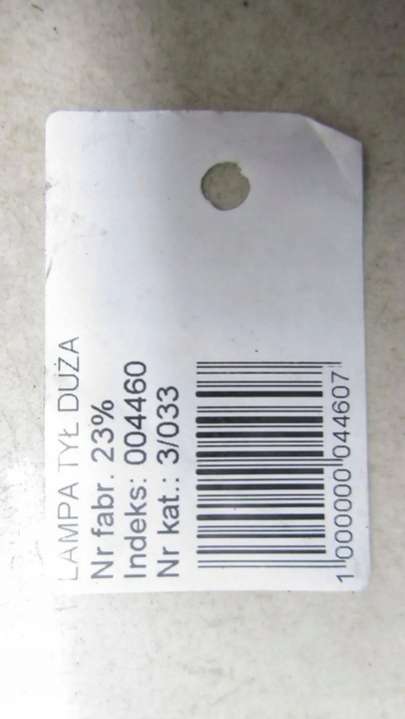 LAMPA TYŁ DUŻA
Nr fabr. 23%
Indeks: 004460
Nr kat.: 3/033
1 000000 044607